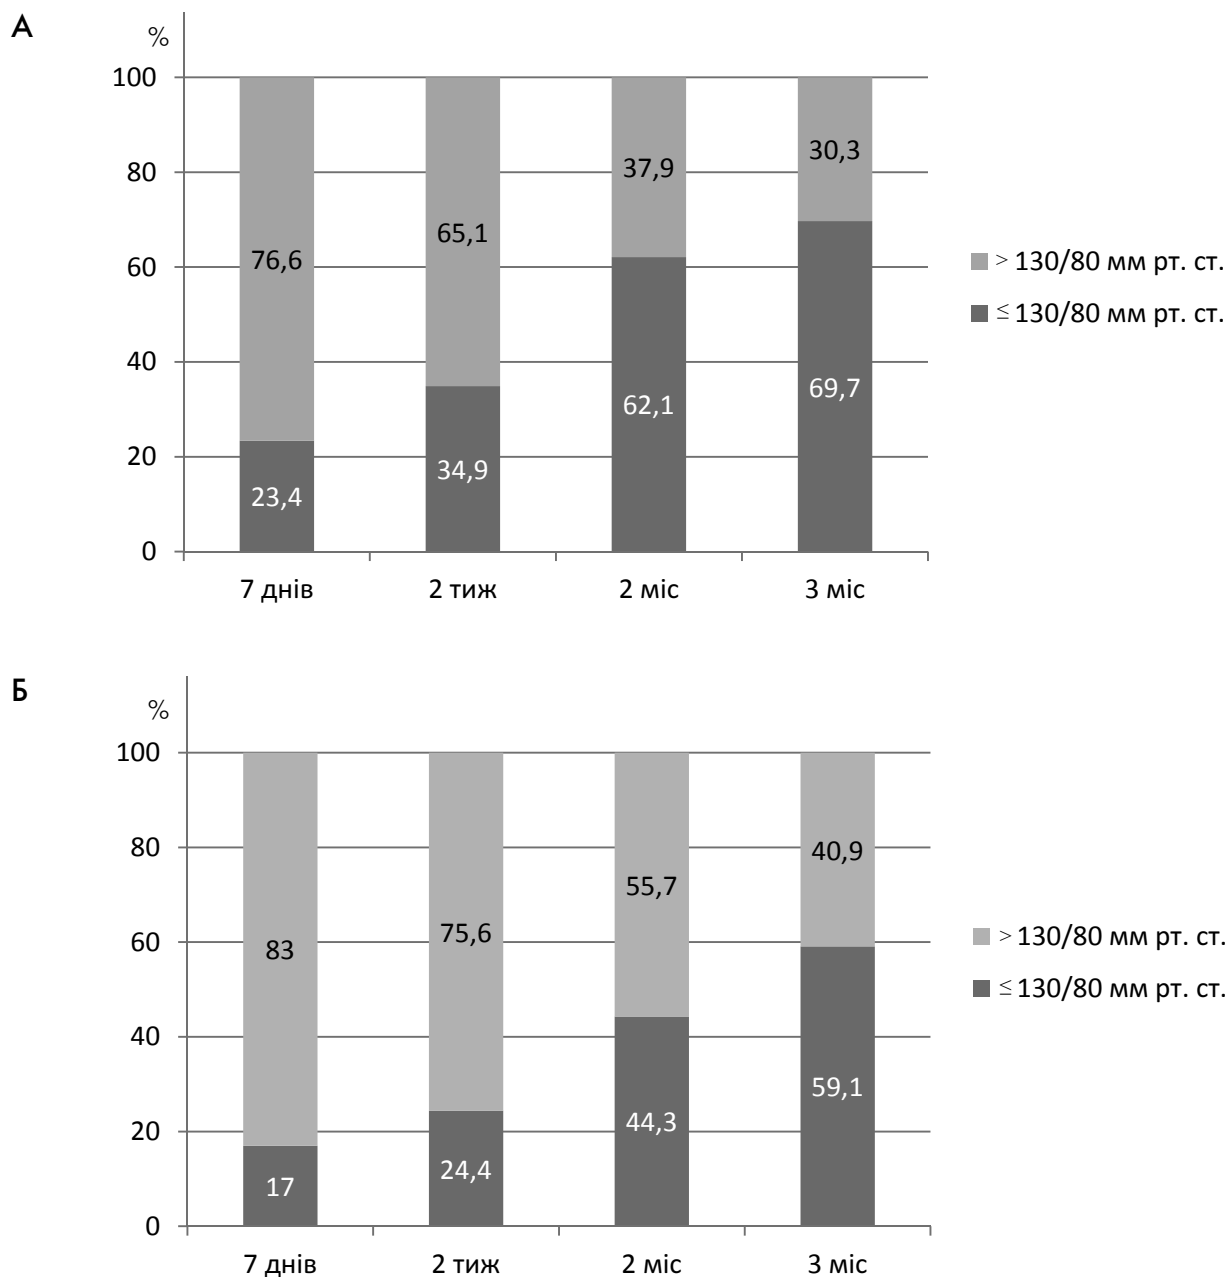 А
%
100
80
60
40
20
0
76,6
65,1
37,9
30,3
23,4
34,9
62,1
69,7
7 днів
2 тиж
2 міс
3 міс
> 130/80 мм рт. ст.
≤ 130/80 мм рт. ст.
Б
%
100
80
60
40
20
0
83
75,6
55,7
40,9
17
24,4
44,3
59,1
7 днів
2 тиж
2 міс
3 міс
> 130/80 мм рт. ст.
≤ 130/80 мм рт. ст.